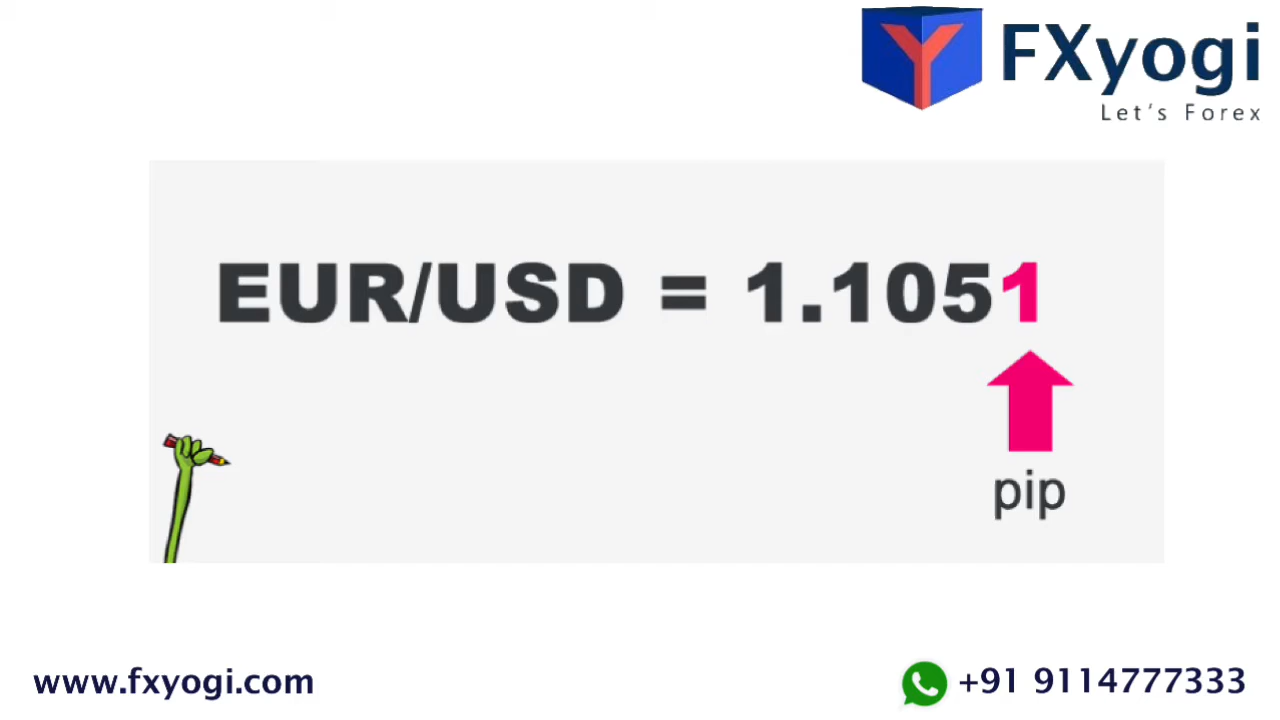 FXyogi
Let's Forex
EUR/USD = 1.1051
pip
www.fxyogi.com
+91 9114777333